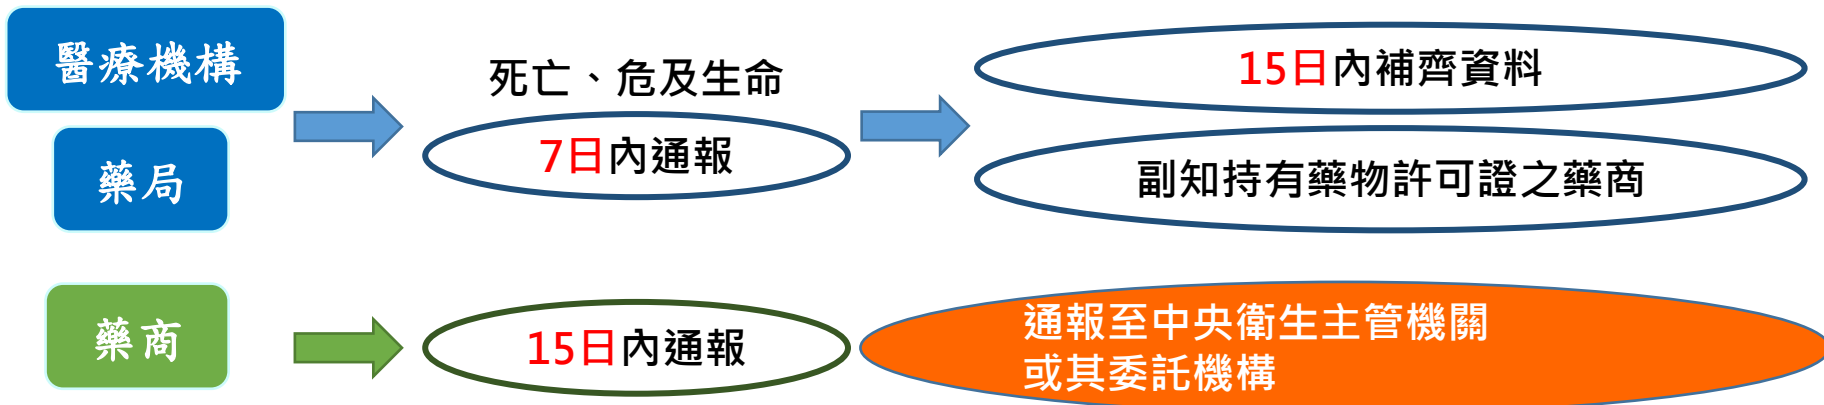 醫療機構
藥局
死亡、危及生命
7日內通報
15日內補齊資料
副知持有藥物許可證之藥商
藥商
15日內通報
通報至中央衛生主管機關
或其委託機構